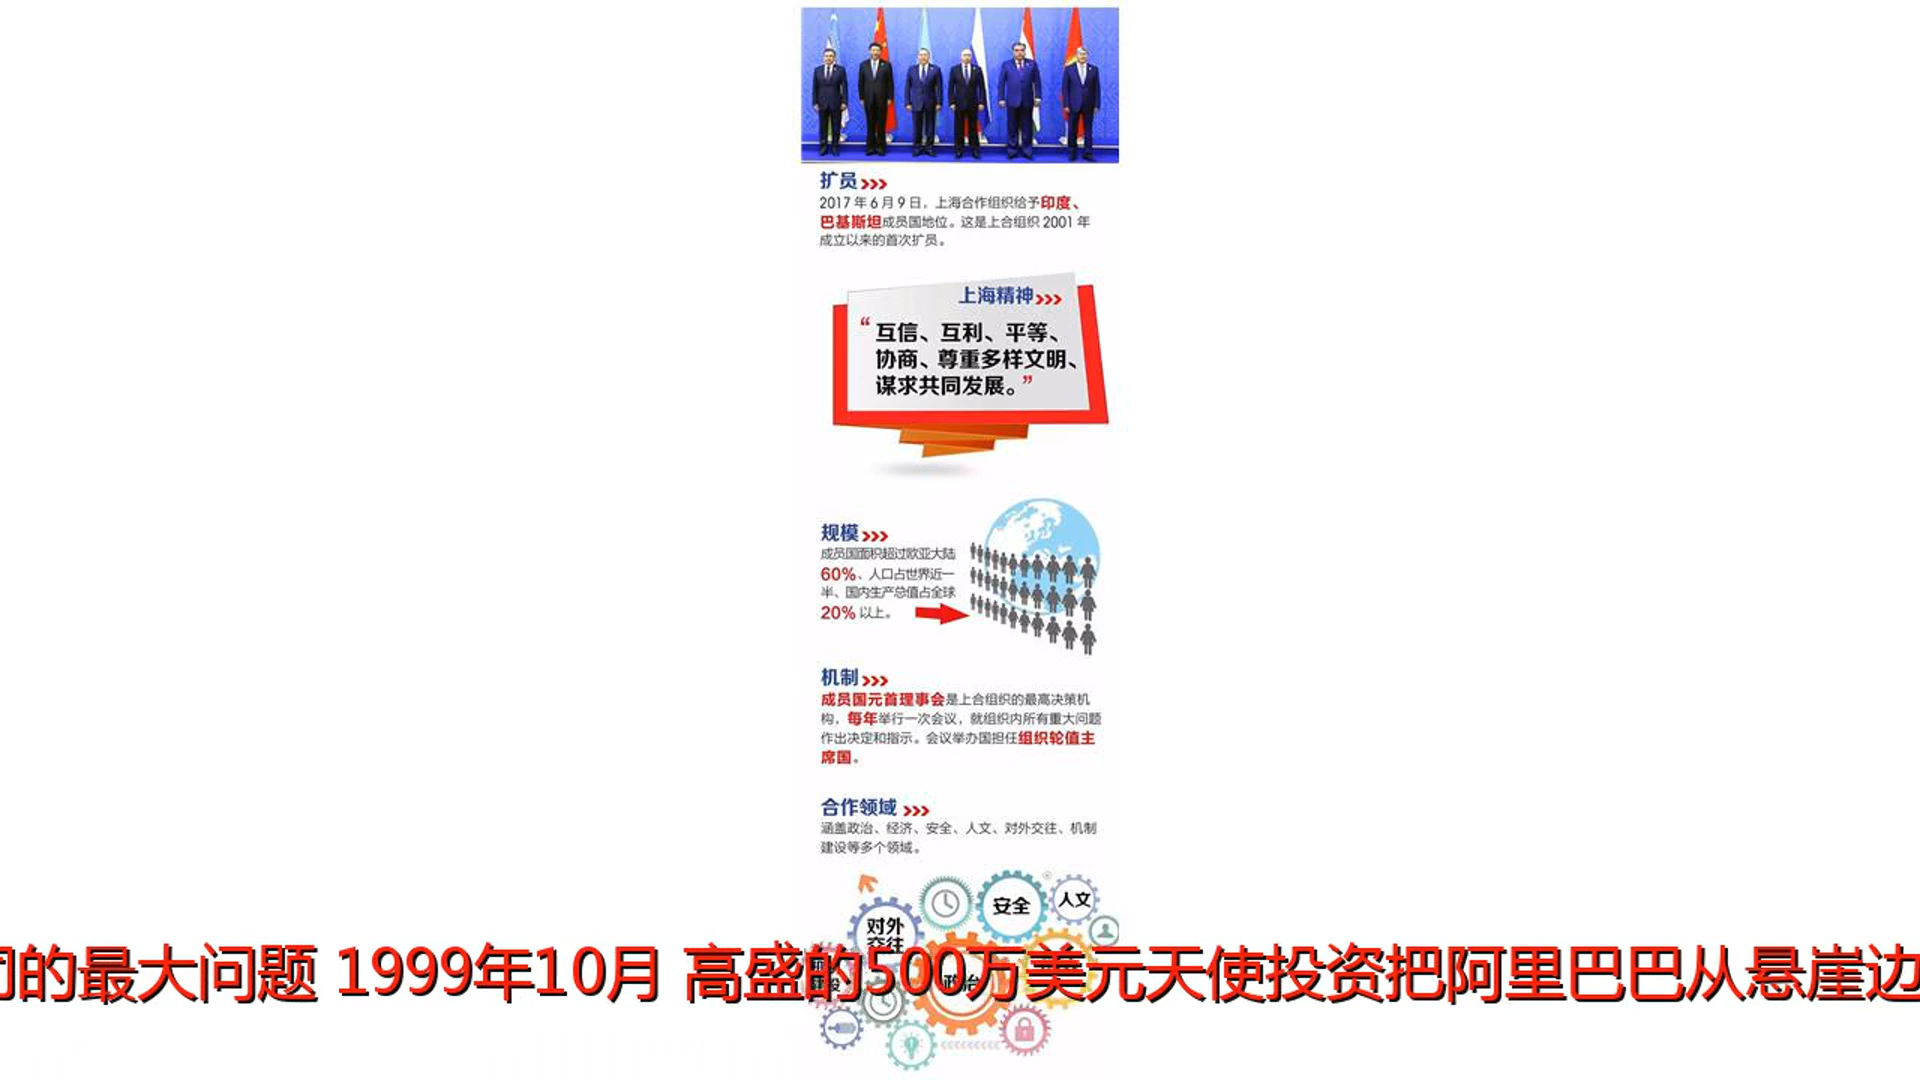 扩员
2017 年 6 月 9 日，上海合作组织给予印度、
巴基斯坦成员国地位。这是上合组织 2001 年
成立以来的首次扩员。
上海精神
“互信、互利、平等、
协商、尊重多样文明、
谋求共同发展。”
规模
成员国面积超过欧亚大陆
60%、人口占世界近一
半、国内生产总值占全球
20% 以上。
机制
成员国元首理事会是上合组织的最高决策机
构，每年举行一次会议，就组织内所有重大问题
作出决定和指示。会议举办国担任组织轮值主
席国。
合作领域
涵盖政治、经济、安全、人文、对外交往、机制
建设等多个领域。
安全
人文
对外
交往
的最大问题 1999年10月 高盛的500万美元天使投资把阿里巴巴从悬崖边
政治
建设